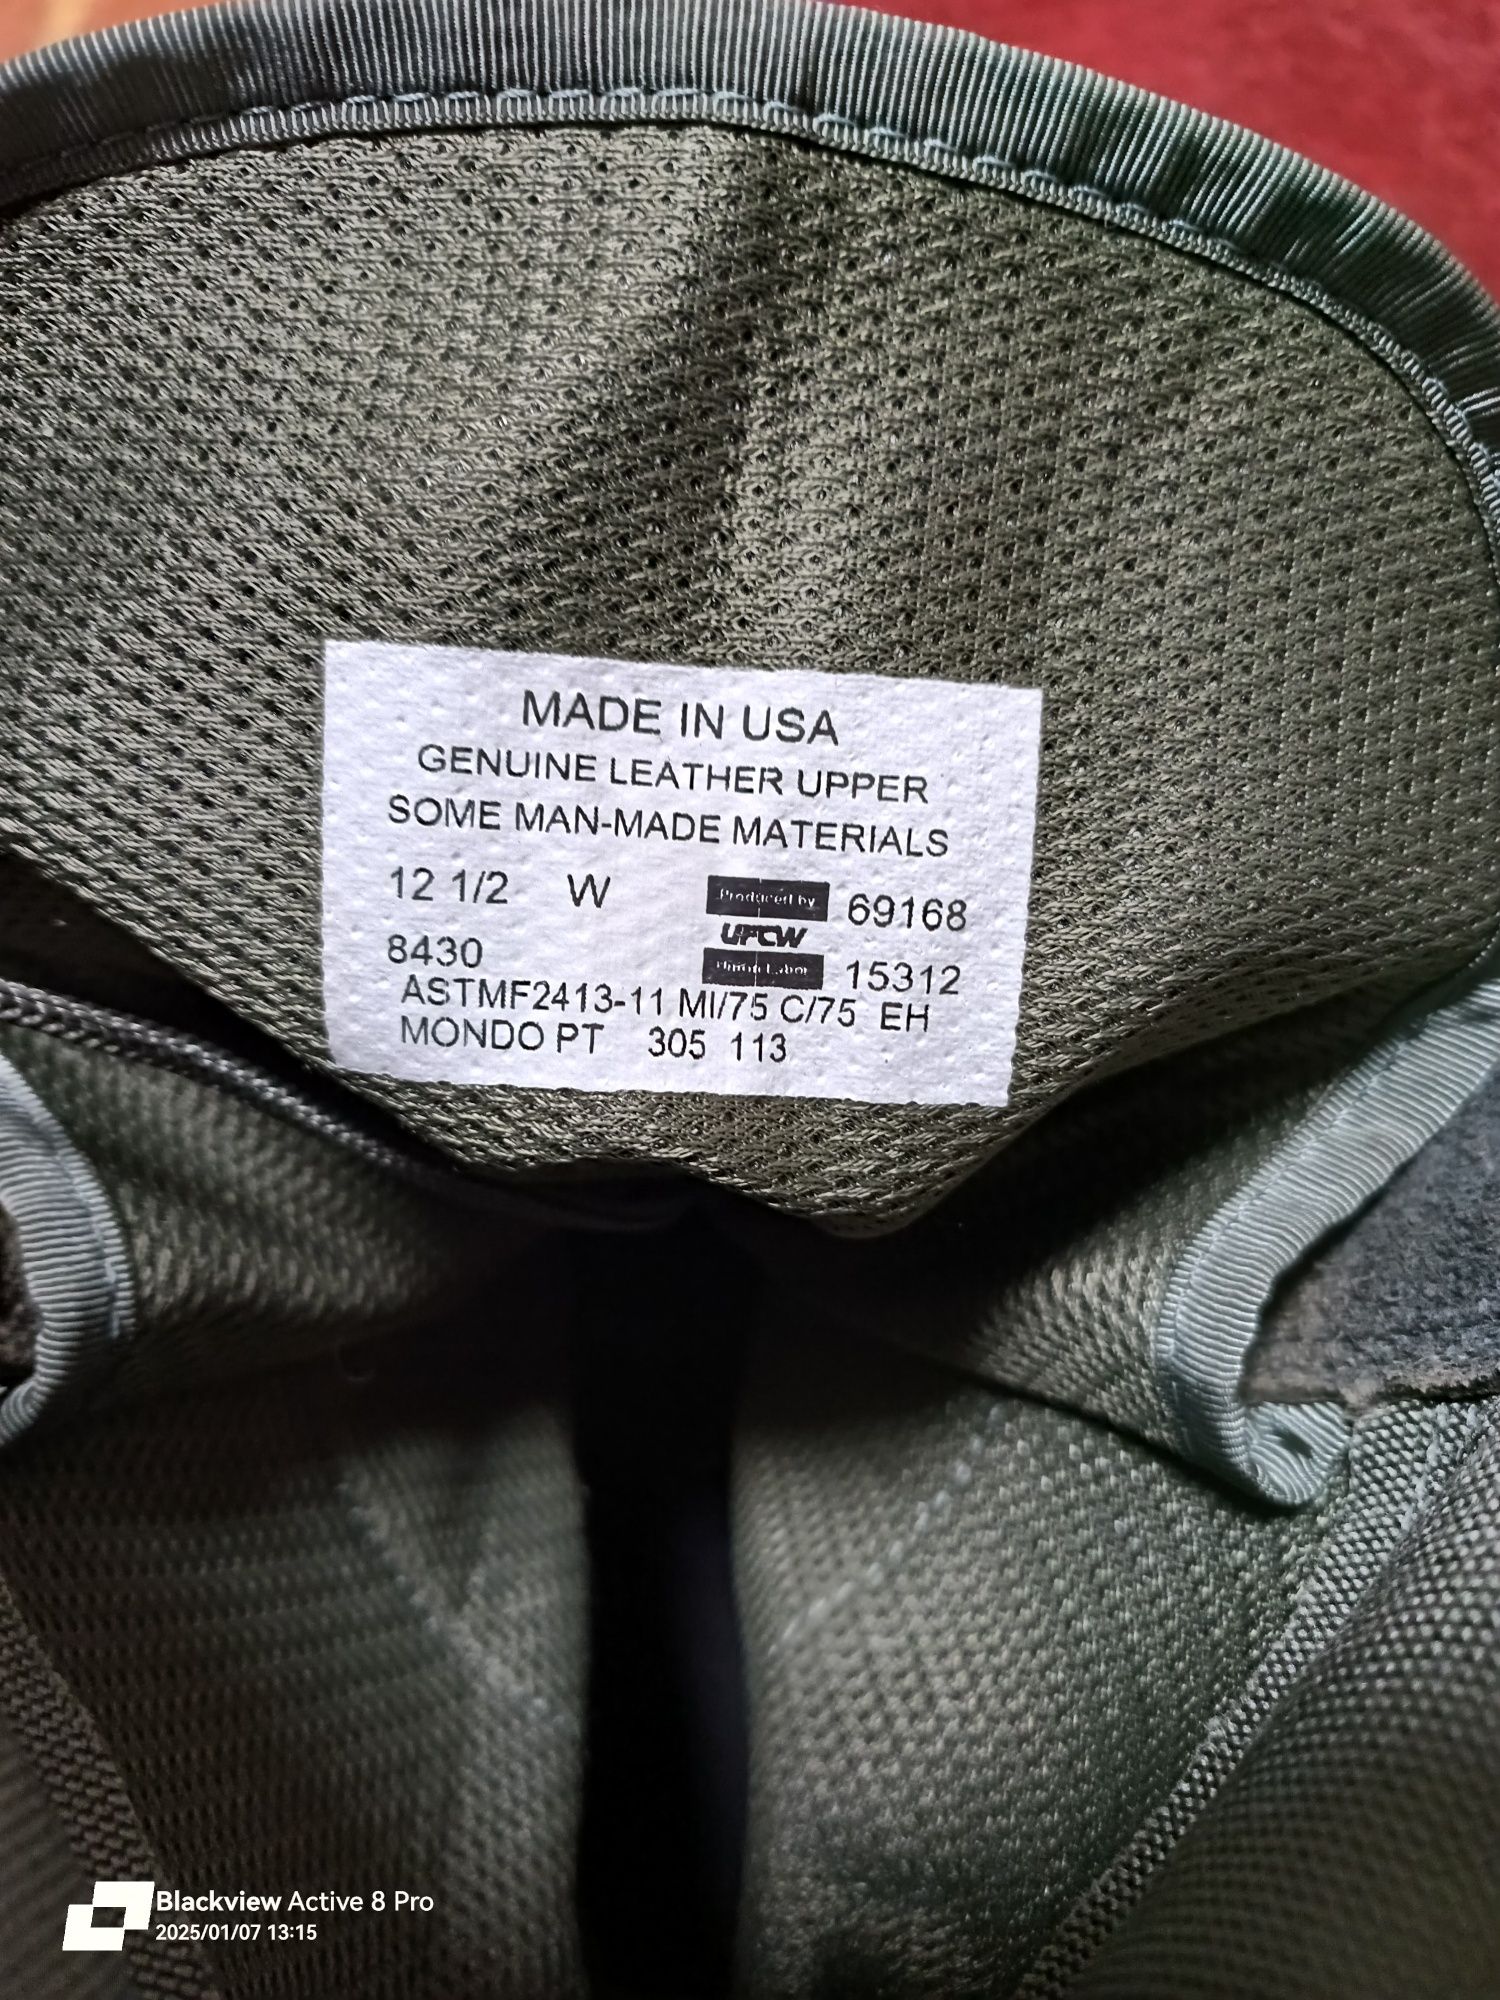 MADE IN USA
GENUINE LEATHER UPPER
SOME MAN-MADE MATERIALS
12 1/2 W Produced by 69168
UFCW
8430 Union Labor 15312
ASTMF2413-11 MI/75 C/75 EH
MONDO PT 305 113
Blackview Active 8 Pro
2025/01/07 13:15